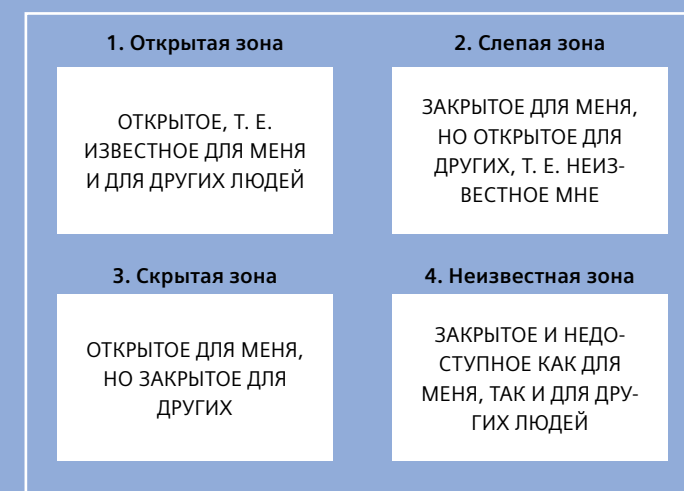 1. Открытая зона
ОТКРЫТОЕ, Т. Е.
ИЗВЕСТНОЕ ДЛЯ МЕНЯ
И ДЛЯ ДРУГИХ ЛЮДЕЙ
2. Слепая зона
ЗАКРЫТОЕ ДЛЯ МЕНЯ,
НО ОТКРЫТОЕ ДЛЯ
ДРУГИХ, Т. Е. НЕИЗ-
ВЕСТНОЕ МНЕ
3. Скрытая зона
ОТКРЫТОЕ ДЛЯ МЕНЯ,
НО ЗАКРЫТОЕ ДЛЯ
ДРУГИХ
4. Неизвестная зона
ЗАКРЫТОЕ И НЕДО-
СТУПНОЕ КАК ДЛЯ
МЕНЯ, ТАК И ДЛЯ ДРУ-
ГИХ ЛЮДЕЙ